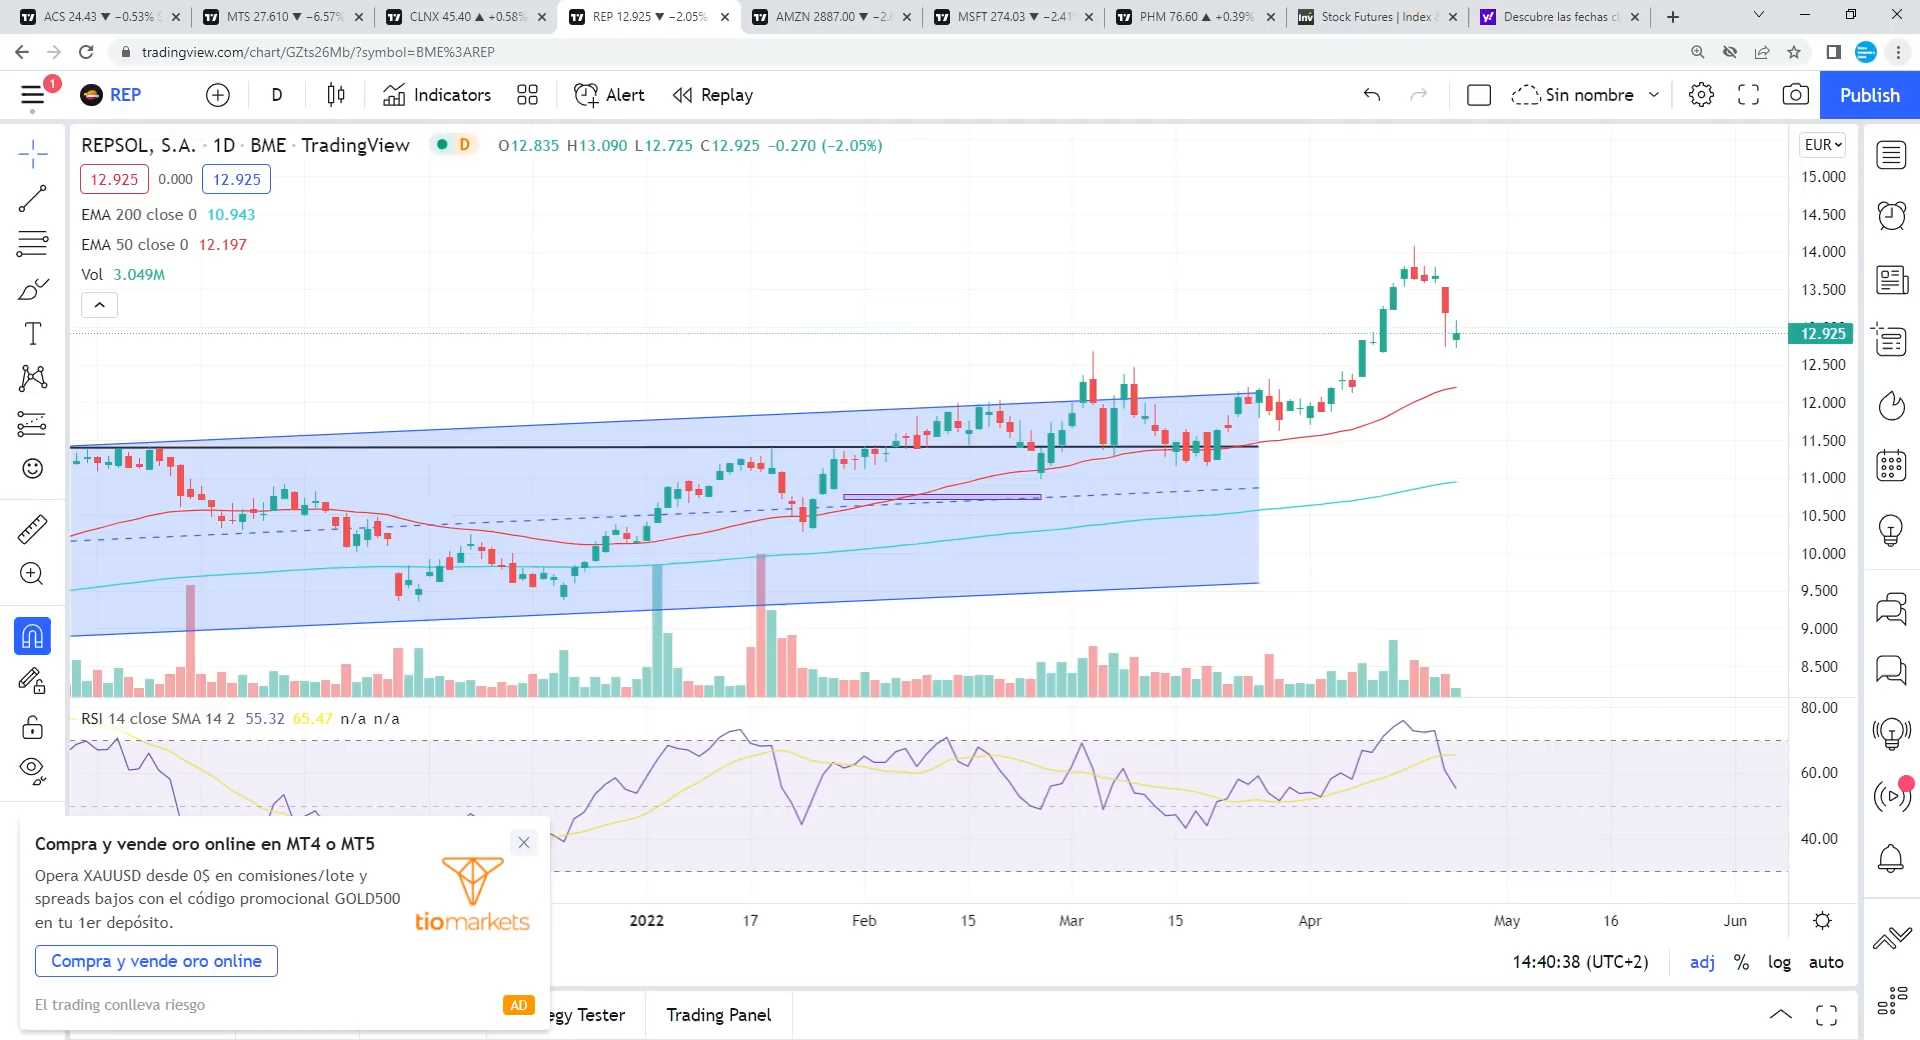 ACS 24.43 ▼ −0.53%
MTS 27.610 ▼ −6.57%
CLNX 45.40 ▲ +0.58%
REP 12.925 ▼ −2.05%
AMZN 2887.00 ▼
MSFT 274.03 ▼ −2.41
PHM 76.60 ▲ +0.39%
Inv Stock Futures | Index
Descubre las fechas
tradingview.com/chart/GZts26Mb/?symbol=BME%3AREP
1
REP
D
Indicators
Alert
Replay
Sin nombre
Publish
REPSOL, S.A. · 1D · BME · TradingView
D
O12.835 H13.090 L12.725 C12.925 −0.270 (−2.05%)
EUR
12.925 0.000 12.925
EMA 200 close 0 10.943
EMA 50 close 0 12.197
Vol 3.049M
15.000
14.500
14.000
13.500
12.925
12.500
12.000
11.500
11.000
10.500
10.000
9.500
9.000
8.500
RSI 14 close SMA 14 2 55.32 65.47 n/a n/a
80.00
60.00
40.00
Compra y vende oro online en MT4 o MT5
Opera XAUUSD desde 0$ en comisiones/lote y
spreads bajos con el código promocional GOLD500
en tu 1er depósito.
tiomarkets
Compra y vende oro online
El trading conlleva riesgo
AD
2022 17 Feb 15 Mar 15 Apr May 16 Jun
14:40:38 (UTC+2) adj % log auto
egy Tester
Trading Panel